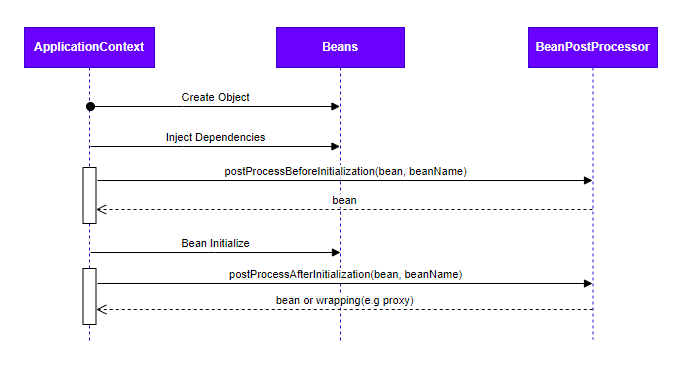 ApplicationContext
Beans
BeanPostProcessor
Create Object
Inject Dependencies
postProcessBeforeInitialization(bean, beanName)
bean
Bean Initialize
postProcessAfterInitialization(bean, beanName)
bean or wrapping(e.g proxy)